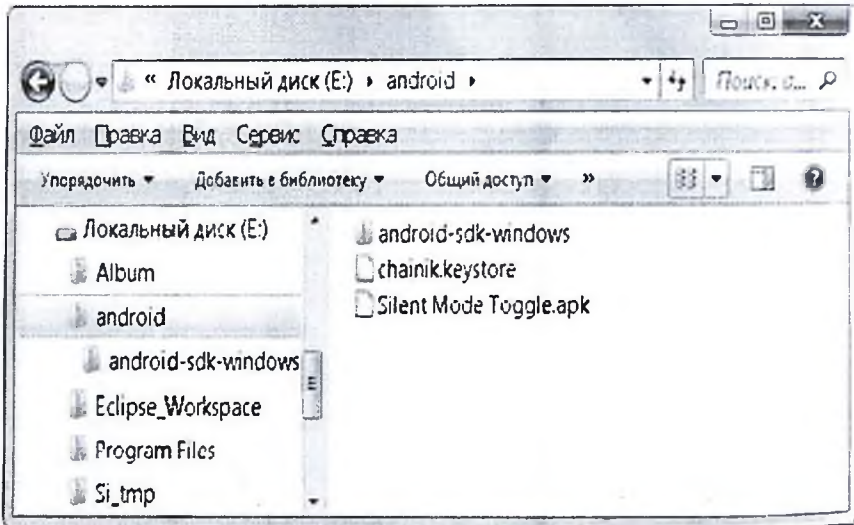 « Локальный диск (E:) › android ›
Поиск.
Файл Правка Вид Сервис Справка
Упорядочить Добавить в библиотеку Общий доступ »
Локальный диск (E:)
Album
android
android-sdk-windows
Eclipse_Workspace
Program Files
Si_tmp
android-sdk-windows
chainik.keystore
Silent Mode Toggle.apk